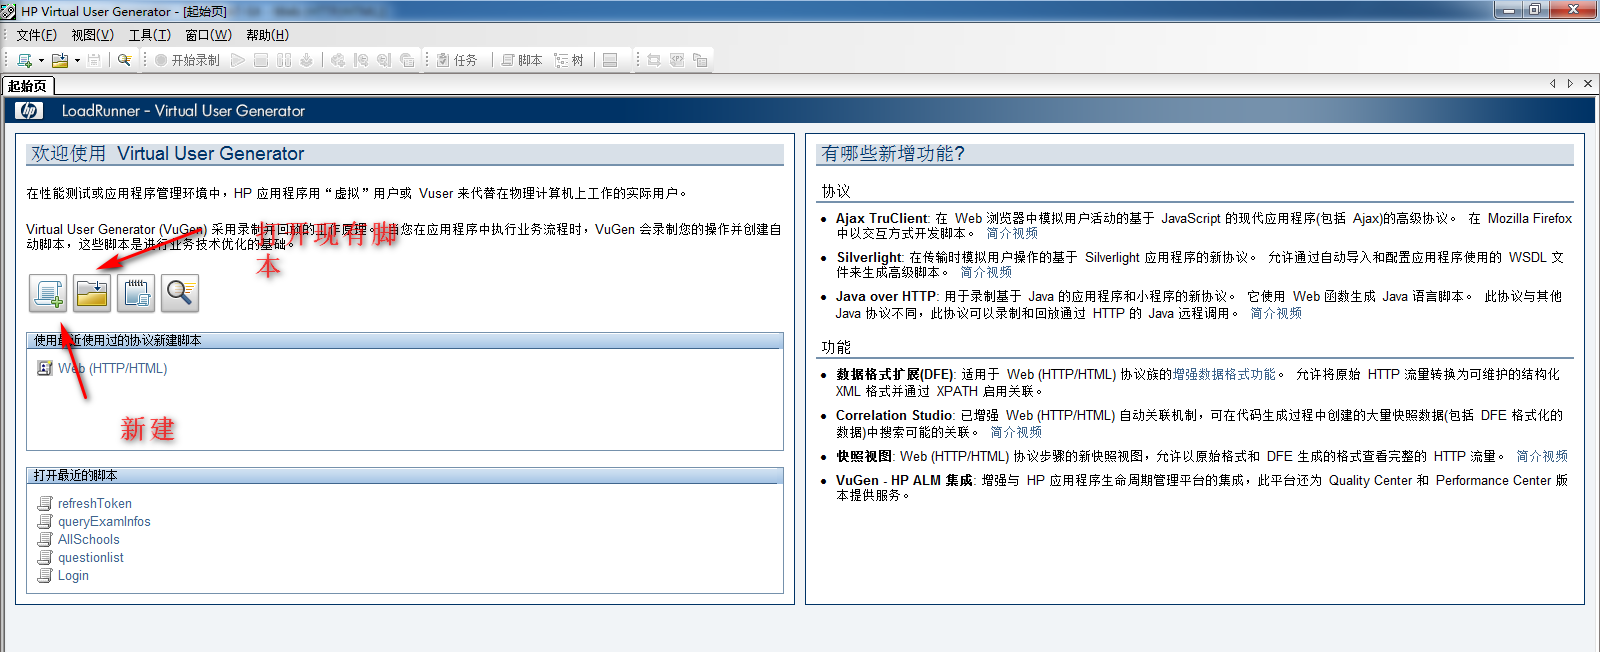 HP Virtual User Generator - [起始页]
文件(F) 视图(V) 工具(T) 窗口(W) 帮助(H)
开始录制 任务 脚本 树
起始页
hp LoadRunner - Virtual User Generator
欢迎使用 Virtual User Generator
在性能测试或应用程序管理环境中，HP 应用程序用“虚拟”用户或 Vuser 来代替在物理计算机上工作的实际用户。
Virtual User Generator (VuGen) 采用录制并回放的工作原理。当您在应用程序中执行业务流程时，VuGen 会录制您的操作并创建自
动脚本，这些脚本是进行业务技术优化的基础。
打开现有脚
本
使用最近使用过的协议新建脚本
Web (HTTP/HTML)
新建
打开最近的脚本
refreshToken
queryExamInfos
AllSchools
questionlist
Login
有哪些新增功能?
协议
Ajax TruClient: 在 Web 浏览器中模拟用户活动的基于 JavaScript 的现代应用程序(包括 Ajax)的高级协议。 在 Mozilla Firefox
中以交互方式开发脚本。 简介视频
Silverlight: 在传输时模拟用户操作的基于 Silverlight 应用程序的新协议。 允许通过自动导入和配置应用程序使用的 WSDL 文
件来生成高级脚本。 简介视频
Java over HTTP: 用于录制基于 Java 的应用程序和小程序的新协议。 它使用 Web 函数生成 Java 语言脚本。 此协议与其他
Java 协议不同，此协议可以录制和回放通过 HTTP 的 Java 远程调用。 简介视频
功能
数据格式扩展(DFE): 适用于 Web (HTTP/HTML) 协议族的增强数据格式功能。 允许将原始 HTTP 流量转换为可维护的结构化
XML 格式并通过 XPATH 启用关联。
Correlation Studio: 已增强 Web (HTTP/HTML) 自动关联机制，可在代码生成过程中创建的大量快照数据(包括 DFE 格式化的
数据)中搜索可能的关联。 简介视频
快照视图: Web (HTTP/HTML) 协议步骤的新快照视图，允许以原始格式和 DFE 生成的格式查看完整的 HTTP 流量。 简介视频
VuGen - HP ALM 集成: 增强与 HP 应用程序生命周期管理平台的集成，此平台还为 Quality Center 和 Performance Center 版
本提供服务。